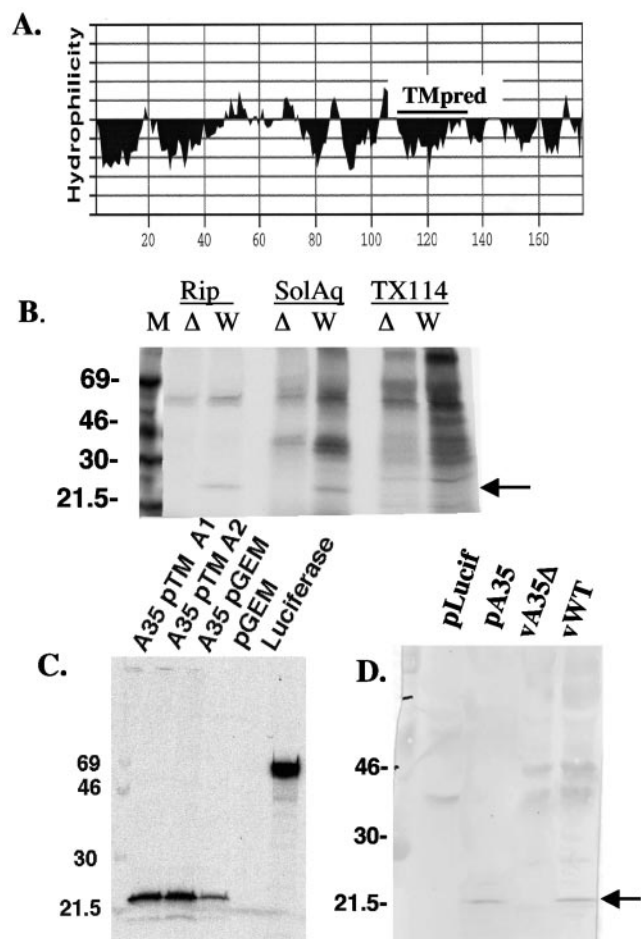 A.
Hydrophilicity
TMpred
20 40 60 80 100 120 140 160
B.
Rip SolAq TX114
M Δ W Δ W Δ W
69-
46-
30-
21.5-
C.
A35 pTM A1
A35 pTM A2
A35 pGEM
pGEM
Luciferase
69
46
30
21.5
D.
pLucif
pA35
vA35Δ
vWT
46-
30-
21.5-